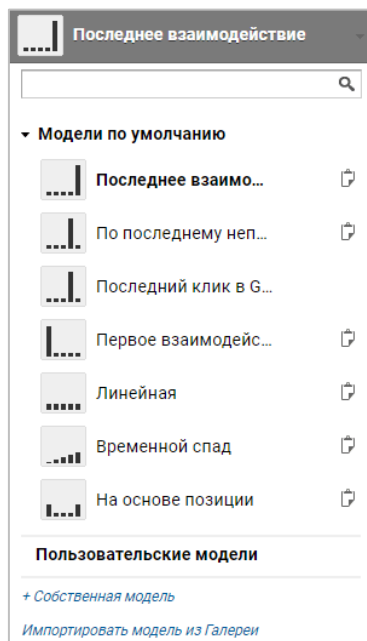 Последнее взаимодействие
Модели по умолчанию
Последнее взаимо...
По последнему неп...
Последний клик в G...
Первое взаимодейс...
Линейная
Временной спад
На основе позиции
Пользовательские модели
+ Собственная модель
Импортировать модель из Галереи